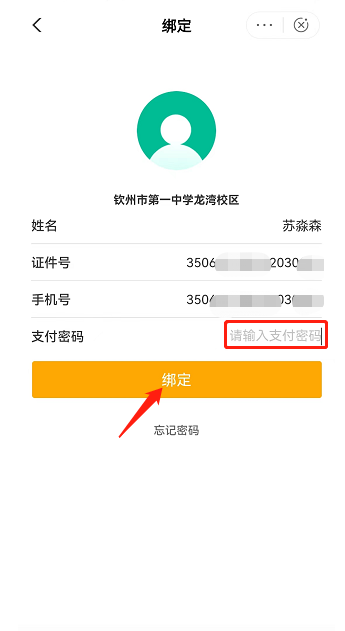 绑定
钦州市第一中学龙湾校区
姓名 苏淼森
证件号 3506 2030
手机号 3506 030
支付密码 请输入支付密码
绑定
忘记密码